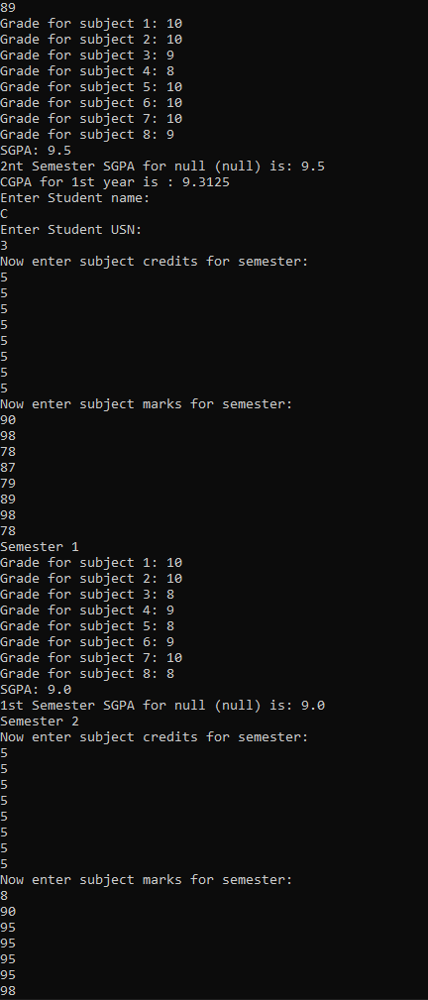 89
Grade for subject 1: 10
Grade for subject 2: 10
Grade for subject 3: 9
Grade for subject 4: 8
Grade for subject 5: 10
Grade for subject 6: 10
Grade for subject 7: 10
Grade for subject 8: 9
SGPA: 9.5
2nt Semester SGPA for null (null) is: 9.5
CGPA for 1st year is : 9.3125
Enter Student name:
C
Enter Student USN:
3
Now enter subject credits for semester:
5
5
5
5
5
5
5
5
Now enter subject marks for semester:
90
98
78
87
79
89
98
78
Semester 1
Grade for subject 1: 10
Grade for subject 2: 10
Grade for subject 3: 8
Grade for subject 4: 9
Grade for subject 5: 8
Grade for subject 6: 9
Grade for subject 7: 10
Grade for subject 8: 8
SGPA: 9.0
1st Semester SGPA for null (null) is: 9.0
Semester 2
Now enter subject credits for semester:
5
5
5
5
5
5
5
5
Now enter subject marks for semester:
8
90
95
95
95
95
98